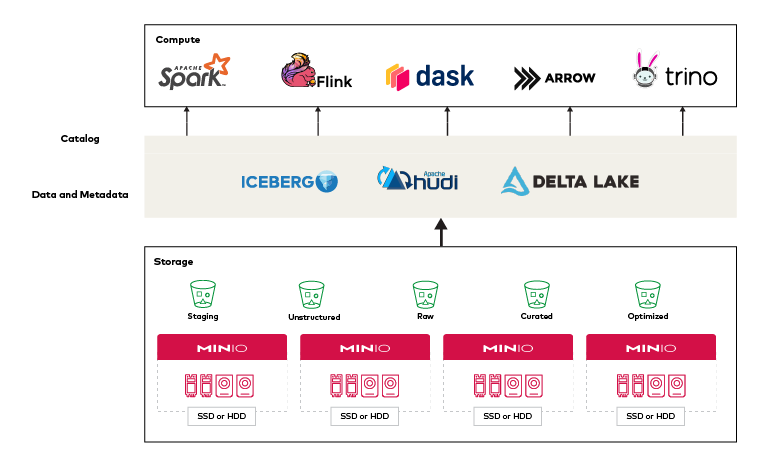 Compute
APACHE
Spark™
Flink
dask
ARROW
trino
Catalog
Data and Metadata
ICEBERG
Apache
hudi
DELTA LAKE
Storage
Staging
Unstructured
Raw
Curated
Optimized
MINIO
MINIO
MINIO
MINIO
SSD or HDD
SSD or HDD
SSD or HDD
SSD or HDD